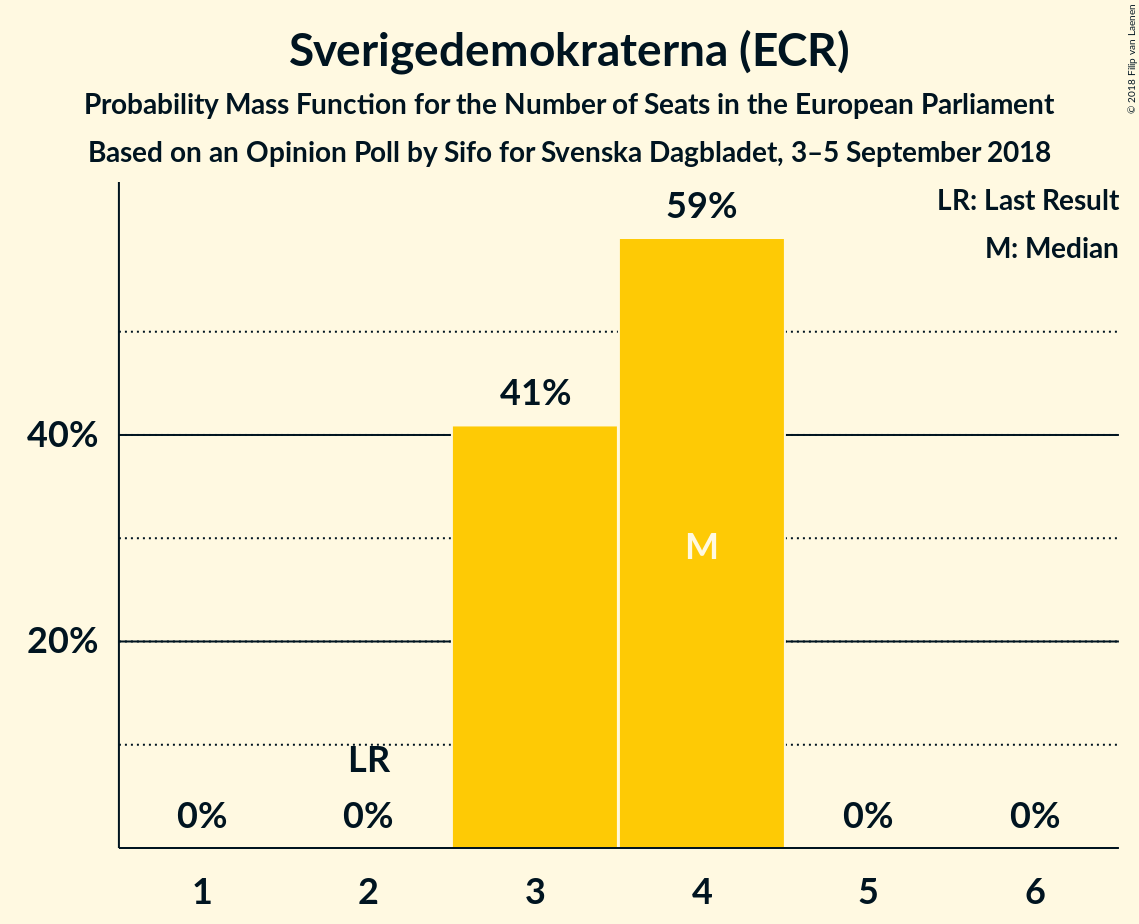 Sverigedemokraterna (ECR)
Probability Mass Function for the Number of Seats in the European Parliament
Based on an Opinion Poll by Sifo for Svenska Dagbladet, 3–5 September 2018
© 2018 Filip van Laenen
LR: Last Result
M: Median
59%
41%
40%
M
20%
LR
0%
0%
0%
0%
1
2
3
4
5
6